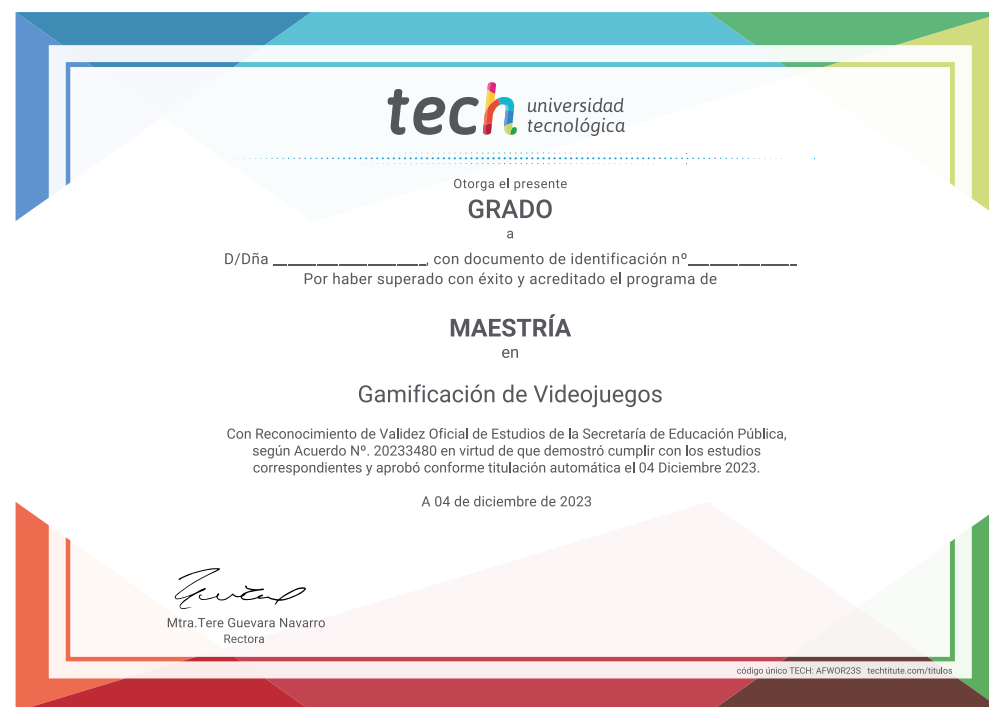 tech universidad
tecnológica
Otorga el presente
GRADO
a
D/Dña ____________________, con documento de identificación nº______________
Por haber superado con éxito y acreditado el programa de
MAESTRÍA
en
Gamificación de Videojuegos
Con Reconocimiento de Validez Oficial de Estudios de la Secretaría de Educación Pública,
según Acuerdo Nº. 20233480 en virtud de que demostró cumplir con los estudios
correspondientes y aprobó conforme titulación automática el 04 Diciembre 2023.
A 04 de diciembre de 2023
Mtra.Tere Guevara Navarro
Rectora
código único TECH: AFWOR23S techtitute.com/titulos